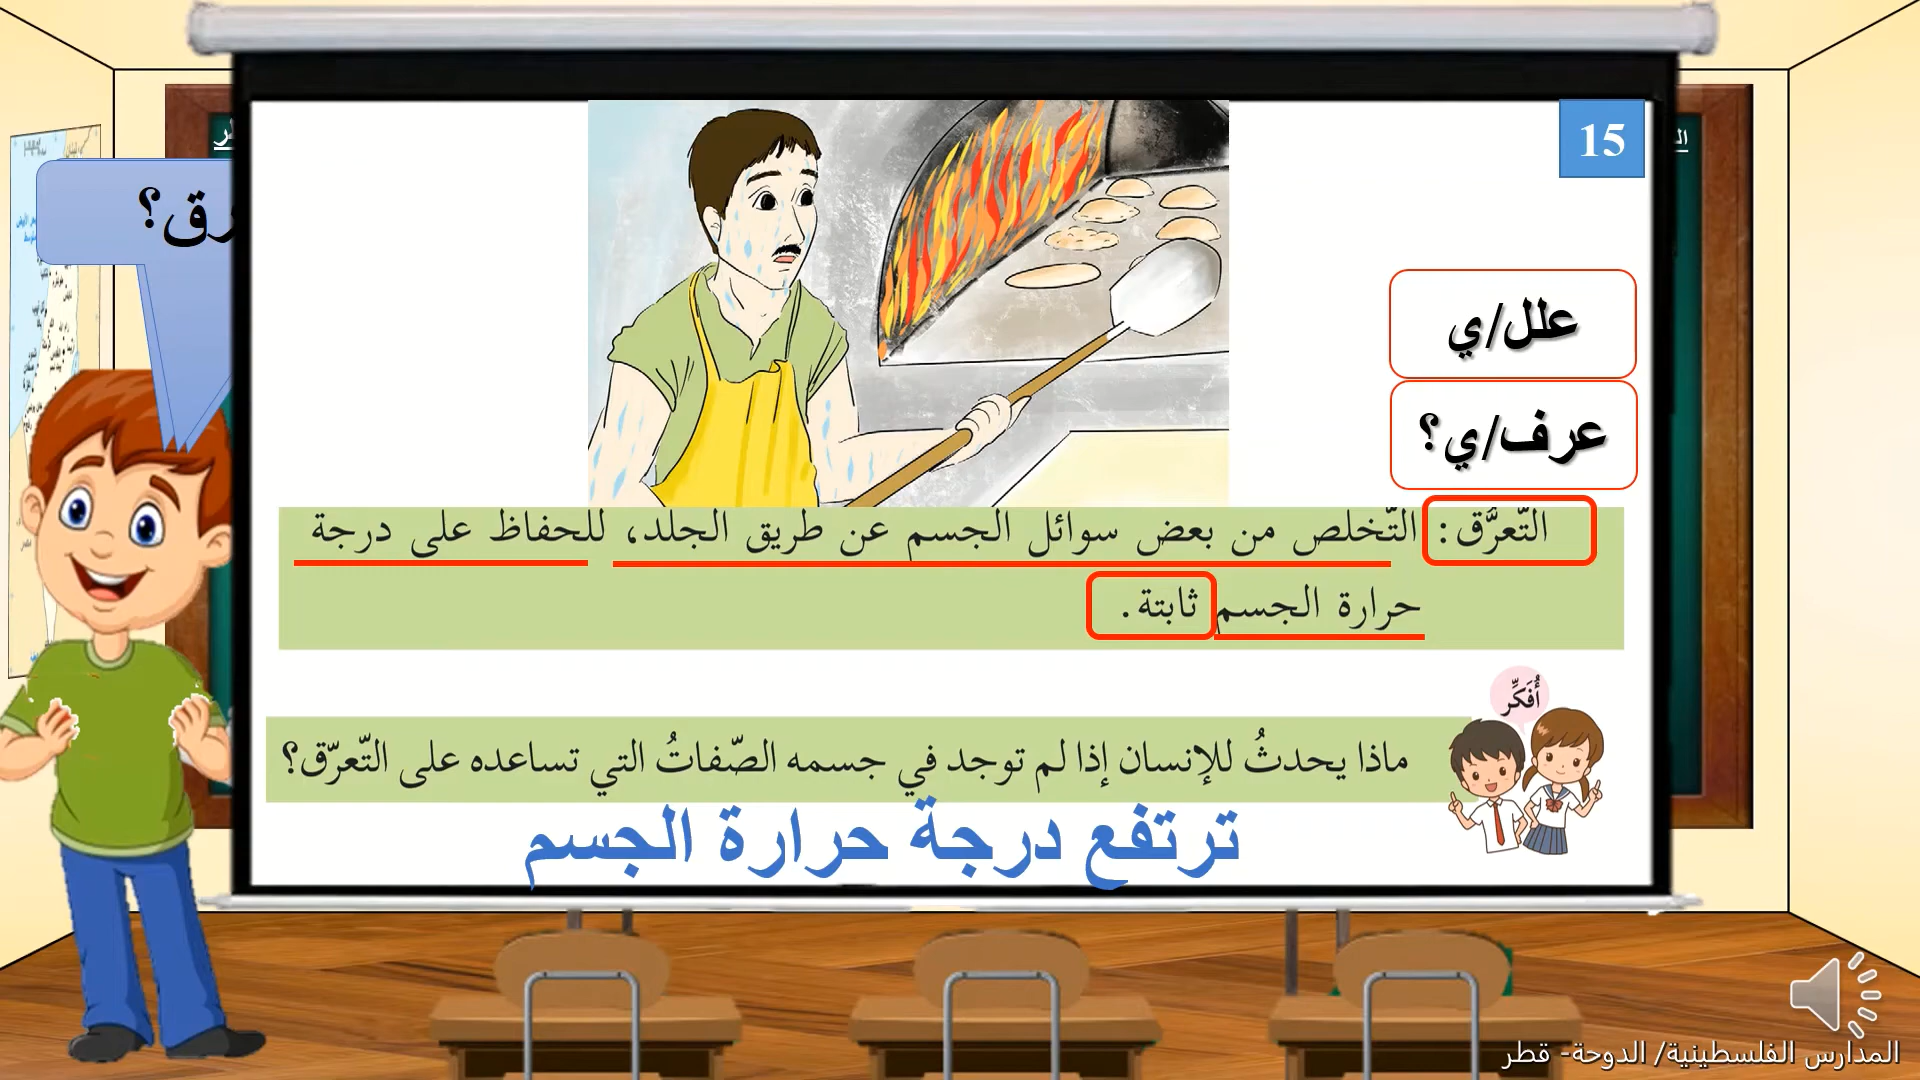 15
علل/ي
عرف/ي؟
التّعرُّق: التّخلص من بعض سوائل الجسم عن طريق الجلد، للحفاظ على درجة
حرارة الجسم ثابتة.
أُفَكِّر
ماذا يحدثُ للإنسان إذا لم توجد في جسمه الصّفاتُ التي تساعده على التّعرّق؟
ترتفع درجة حرارة الجسم
المدارس الفلسطينية/ الدوحة- قطر